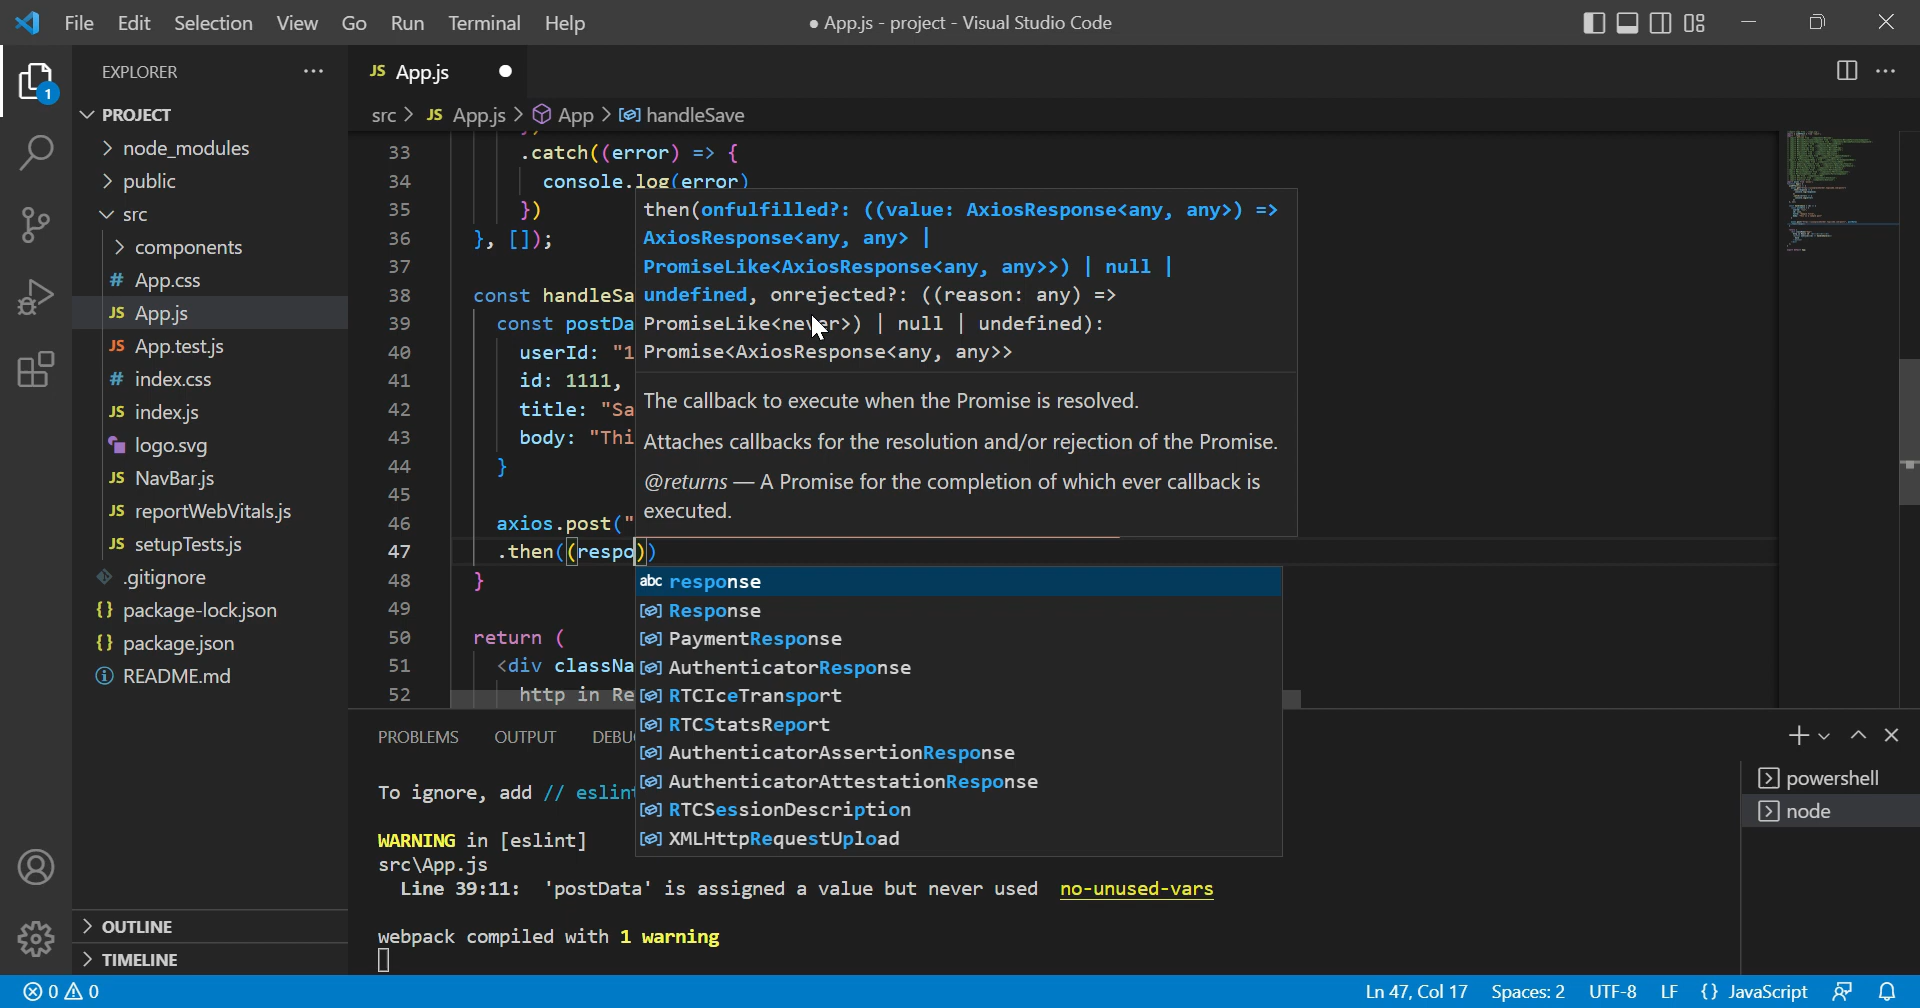 File Edit Selection View Go Run Terminal Help
● App.js - project - Visual Studio Code
EXPLORER
1
PROJECT
node_modules
public
src
components
# App.css
JS App.js
JS App.test.js
# index.css
JS index.js
logo.svg
JS NavBar.js
JS reportWebVitals.js
JS setupTests.js
.gitignore
{} package-lock.json
{} package.json
README.md
OUTLINE
TIMELINE
JS App.js
src > JS App.js > App > handleSave
33 .catch((error) => {
34 console.log(error)
35 })
36 }, []);
37
38 const handleSa
39 const postDa
40 userId: "1
41 id: 1111,
42 title: "Sa
43 body: "Thi
44 }
45
46 axios.post("
47 .then((respo))
48 }
49
50 return (
51 <div classNa
52 http in Re
then(onfulfilled?: ((value: AxiosResponse<any, any>) =>
AxiosResponse<any, any> |
PromiseLike<AxiosResponse<any, any>>) | null |
undefined, onrejected?: ((reason: any) =>
PromiseLike<never>) | null | undefined):
Promise<AxiosResponse<any, any>>
The callback to execute when the Promise is resolved.
Attaches callbacks for the resolution and/or rejection of the Promise.
@returns — A Promise for the completion of which ever callback is
executed.
abc response
Response
PaymentResponse
AuthenticatorResponse
RTCIceTransport
RTCStatsReport
AuthenticatorAssertionResponse
AuthenticatorAttestationResponse
RTCSessionDescription
XMLHttpRequestUpload
PROBLEMS OUTPUT DEBU
To ignore, add // eslint
WARNING in [eslint]
src\App.js
Line 39:11: 'postData' is assigned a value but never used no-unused-vars
webpack compiled with 1 warning
powershell
node
0 0
Ln 47, Col 17 Spaces: 2 UTF-8 LF {} JavaScript